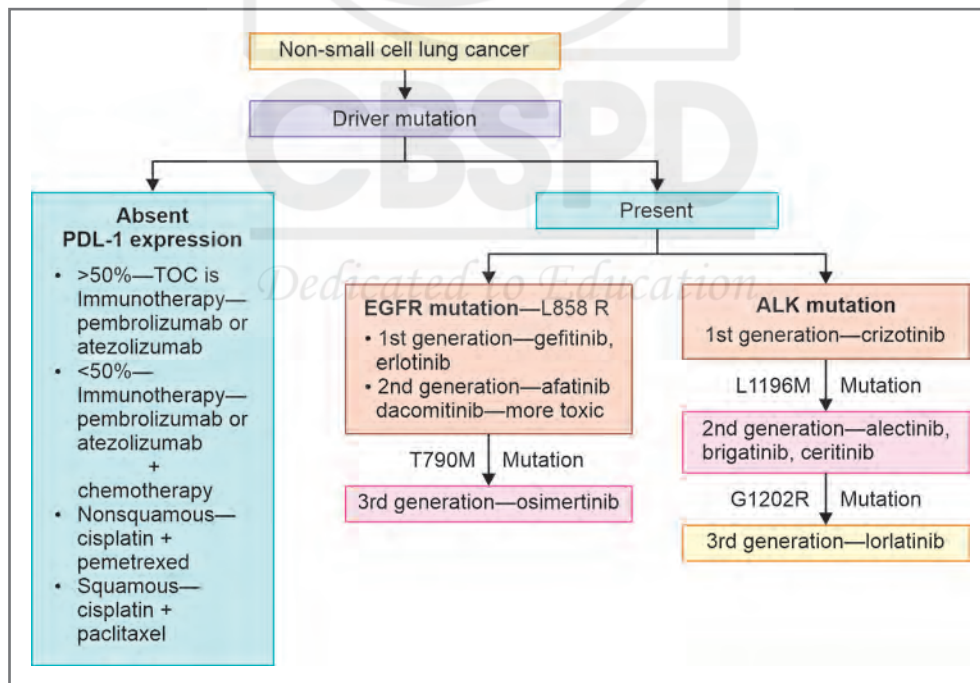 CBSPD
Dedicated to Education
Non-small cell lung cancer
Driver mutation
Absent
PDL-1 expression
• >50%—TOC is
Immunotherapy—
pembrolizumab or
atezolizumab
• <50%—
Immunotherapy—
pembrolizumab or
atezolizumab
+
chemotherapy
• Nonsquamous—
cisplatin +
pemetrexed
• Squamous—
cisplatin +
paclitaxel
Present
EGFR mutation—L858 R
• 1st generation—gefitinib,
erlotinib
• 2nd generation—afatinib
dacomitinib—more toxic
T790M Mutation
3rd generation—osimertinib
ALK mutation
1st generation—crizotinib
L1196M Mutation
2nd generation—alectinib,
brigatinib, ceritinib
G1202R Mutation
3rd generation—lorlatinib